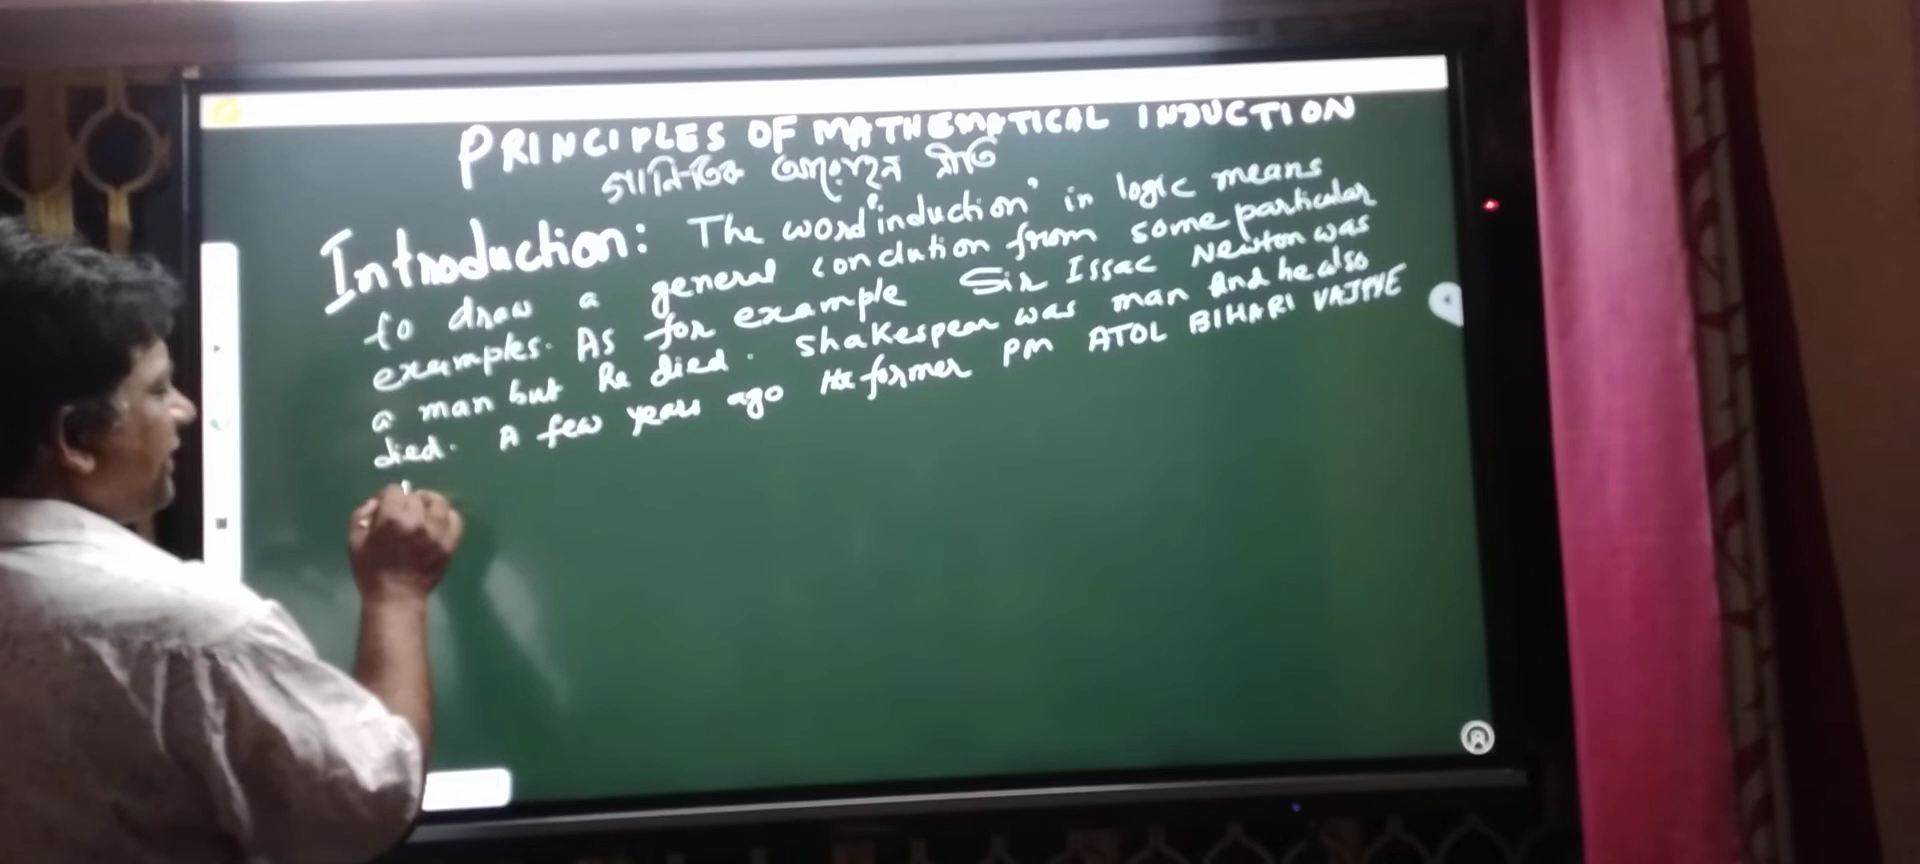 PRINCIPLES OF MATHEMATICAL INDUCTION
গাণিতিক আরোহন নীতি
Introduction: The word "induction" in logic means
to draw a general conclution from some particular
examples. As for example Sir Issac Newton was
a man but he died. Shakespear was man And he also
died. A few years ago the former PM ATOL BIHARI VAJPYE